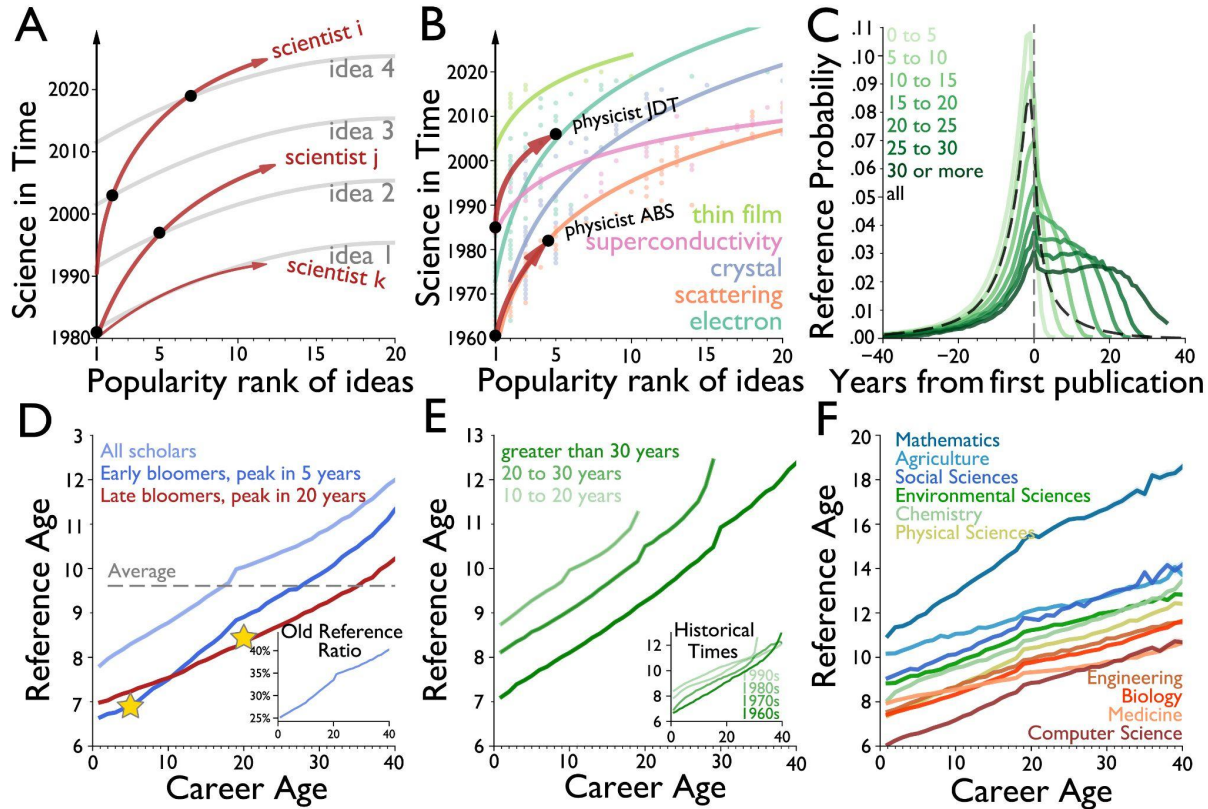 A
Science in Time
2020
2010
2000
1990
1980
1
5
10
15
20
Popularity rank of ideas
scientist i
idea 4
idea 3
scientist j
idea 2
idea 1
scientist k
B
Science in Time
2020
2010
2000
1990
1980
1970
1960
1
5
10
15
20
Popularity rank of ideas
physicist JDT
physicist ABS
thin film
superconductivity
crystal
scattering
electron
C
Reference Probabiliy
.11
.10
.09
.08
.07
.06
.05
.04
.03
.02
.01
.00
−40
−20
0
20
40
Years from first publication
0 to 5
5 to 10
10 to 15
15 to 20
20 to 25
25 to 30
30 or more
all
D
Reference Age
3
12
11
10
9
8
7
6
0
10
20
30
40
Career Age
All scholars
Early bloomers, peak in 5 years
Late bloomers, peak in 20 years
Average
Old Reference
Ratio
40%
35%
30%
25%
0
20
40
E
Reference Age
13
12
11
10
9
8
7
6
0
10
20
30
40
Career Age
greater than 30 years
20 to 30 years
10 to 20 years
Historical
Times
12
10
8
6
0
20
40
1990s
1980s
1970s
1960s
F
Reference Age
20
18
16
14
12
10
8
6
0
10
20
30
40
Career Age
Mathematics
Agriculture
Social Sciences
Environmental Sciences
Chemistry
Physical Sciences
Engineering
Biology
Medicine
Computer Science